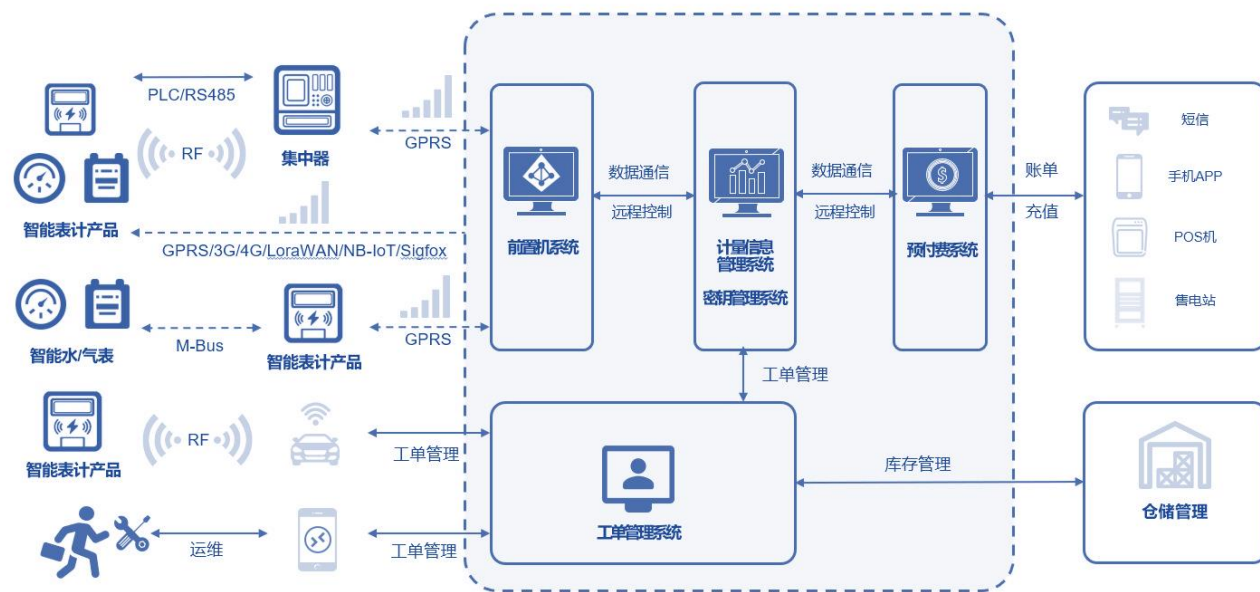 PLC/RS485
RF
集中器
GPRS
智能表计产品
GPRS/3G/4G/LoraWAN/NB-IoT/Sigfox
智能水/气表
M-Bus
智能表计产品
GPRS
智能表计产品
RF
工单管理
运维
工单管理
前置机系统
数据通信
远程控制
计量信息
管理系统
密钥管理系统
数据通信
远程控制
$
预付费系统
账单
充值
短信
手机APP
POS机
售电站
工单管理
工单管理系统
库存管理
仓储管理